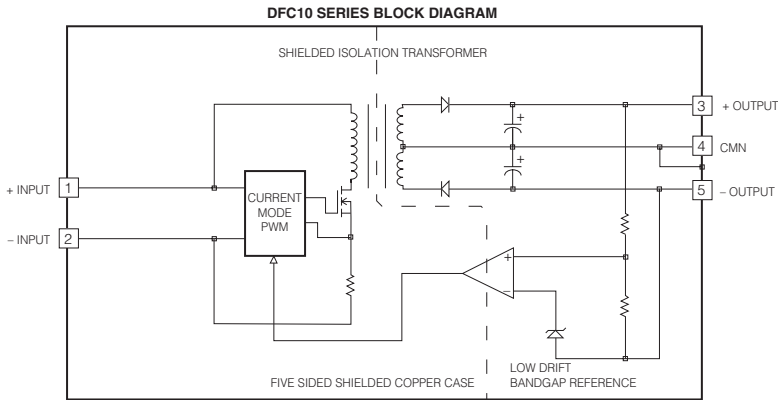 DFC10 SERIES BLOCK DIAGRAM
SHIELDED ISOLATION TRANSFORMER
3 + OUTPUT
4 CMN
5 – OUTPUT
+ INPUT 1
– INPUT 2
CURRENT
MODE
PWM
+
+
+
–
FIVE SIDED SHIELDED COPPER CASE
LOW DRIFT
BANDGAP REFERENCE